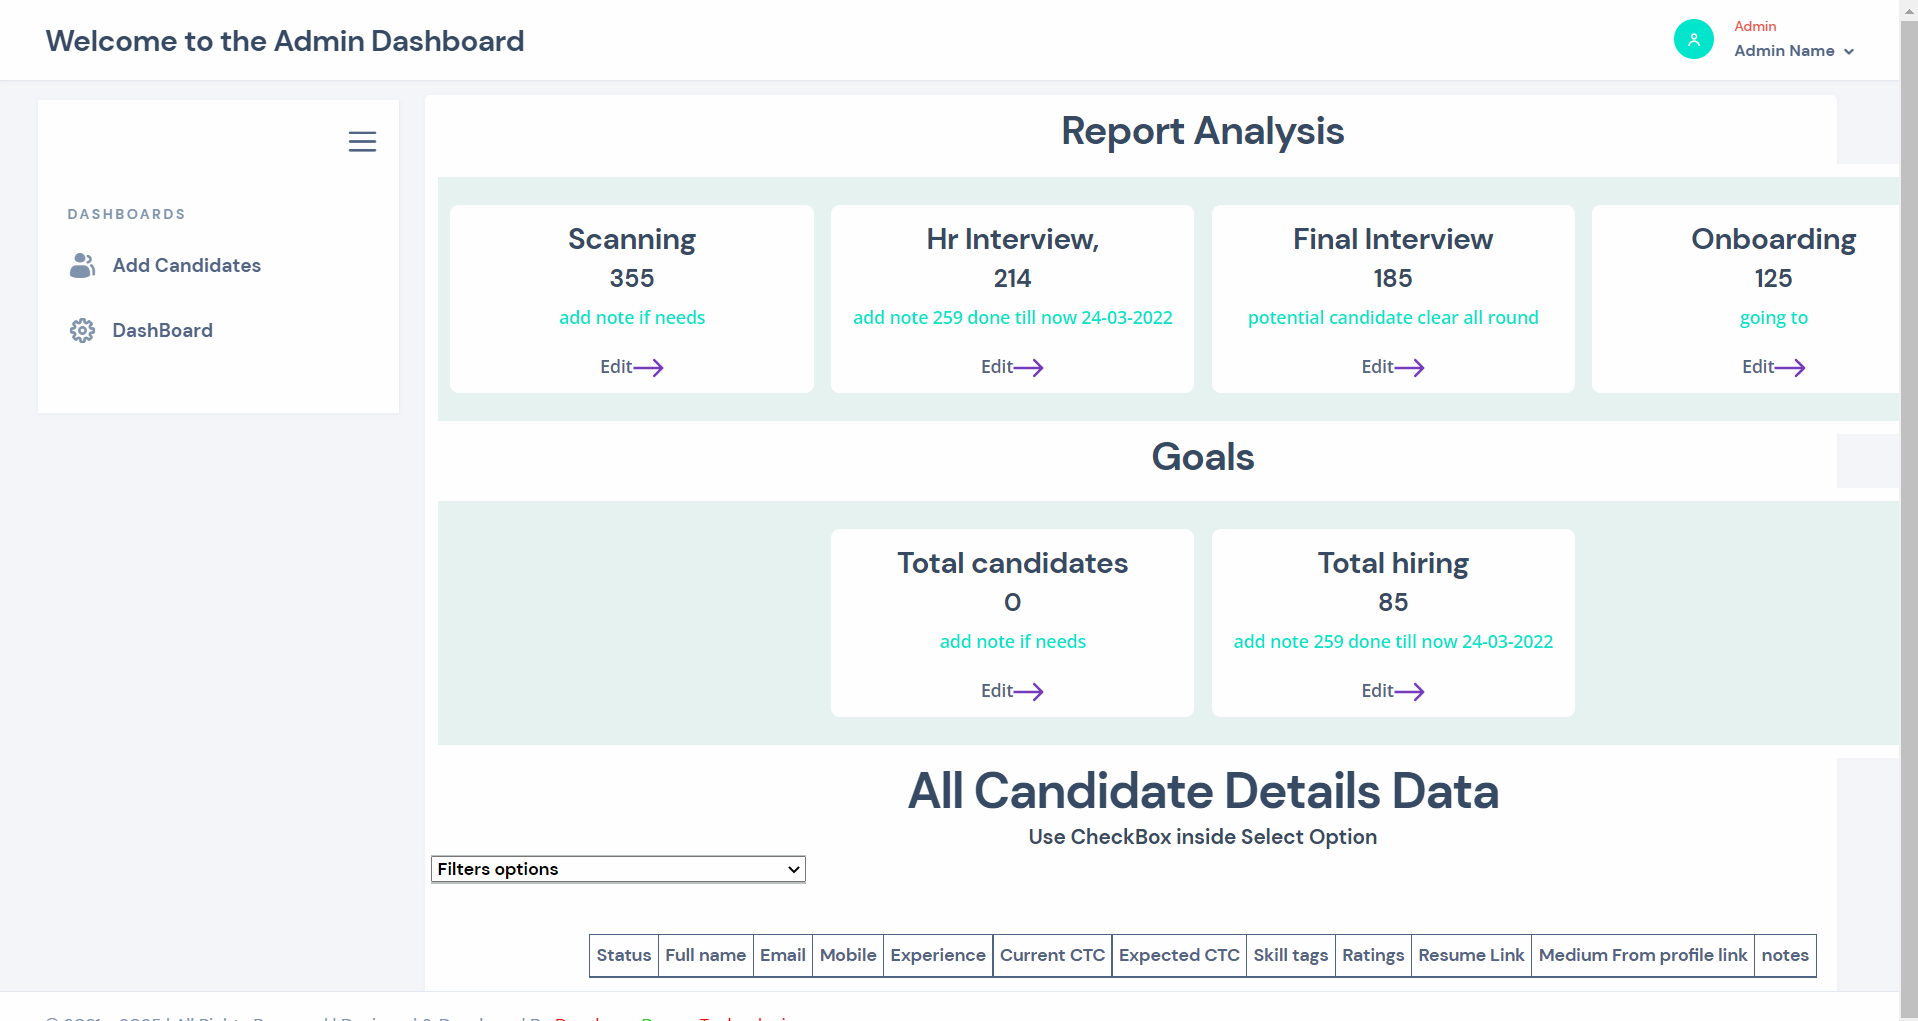 Welcome to the Admin Dashboard
Admin
Admin Name
DASHBOARDS
Add Candidates
DashBoard
Report Analysis
Scanning
355
add note if needs
Edit
Hr Interview,
214
add note 259 done till now 24-03-2022
Edit
Final Interview
185
potential candidate clear all round
Edit
Onboarding
125
going to
Edit
Goals
Total candidates
0
add note if needs
Edit
Total hiring
85
add note 259 done till now 24-03-2022
Edit
All Candidate Details Data
Use CheckBox inside Select Option
Filters options
Status Full name Email Mobile Experience Current CTC Expected CTC Skill tags Ratings Resume Link Medium From profile link notes